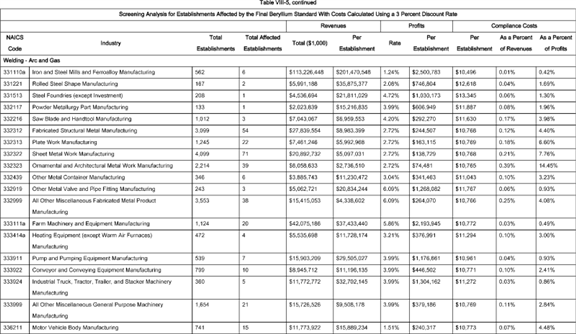 Table VIII-5, continued
Screening Analysis for Establishments Affected by the Final Beryllium Standard With Costs Calculated Using a 3 Percent Discount Rate
Revenues Profits Compliance Costs
NAICS Code Industry Total Establishments Total Affected Establishments Total ($1,000) Per Establishment Rate Per Establishment Per Establishment As a Percent of Revenues As a Percent of Profits
Welding - Arc and Gas
331110a Iron and Steel Mills and Ferroalloy Manufacturing 562 6 $113,226,448 $201,470,548 1.24% $2,500,783 $10,496 0.01% 0.42%
331221 Rolled Steel Shape Manufacturing 167 2 $5,991,188 $35,875,377 2.08% $746,804 $12,618 0.04% 1.69%
331513 Steel Foundries (except Investment) 208 1 $4,536,694 $21,811,029 4.72% $1,030,173 $13,345 0.06% 1.30%
332117 Powder Metallurgy Part Manufacturing 133 1 $2,023,839 $15,216,835 3.99% $606,949 $11,887 0.08% 1.96%
332216 Saw Blade and Handtool Manufacturing 1,012 3 $7,043,067 $6,959,553 4.20% $292,270 $11,630 0.17% 3.98%
332312 Fabricated Structural Metal Manufacturing 3,099 54 $27,839,554 $8,983,399 2.72% $244,507 $10,768 0.12% 4.40%
332313 Plate Work Manufacturing 1,245 22 $7,461,246 $5,992,968 2.72% $163,115 $10,769 0.18% 6.60%
332322 Sheet Metal Work Manufacturing 4,099 71 $20,892,732 $5,097,031 2.72% $138,729 $10,768 0.21% 7.76%
332323 Ornamental and Architectural Metal Work Manufacturing 2,214 39 $6,058,633 $2,736,510 2.72% $74,481 $10,765 0.39% 14.45%
332439 Other Metal Container Manufacturing 346 6 $3,885,743 $11,230,472 3.04% $341,463 $11,043 0.10% 3.23%
332919 Other Metal Valve and Pipe Fitting Manufacturing 243 3 $5,062,721 $20,834,244 6.09% $1,268,082 $11,767 0.06% 0.93%
332999 All Other Miscellaneous Fabricated Metal Product Manufacturing 3,553 38 $15,415,053 $4,338,602 6.09% $264,070 $10,766 0.25% 4.08%
333111a Farm Machinery and Equipment Manufacturing 1,124 20 $42,075,186 $37,433,440 5.86% $2,193,945 $10,772 0.03% 0.49%
333414a Heating Equipment (except Warm Air Furnaces) Manufacturing 472 4 $5,535,698 $11,728,174 3.21% $376,991 $11,294 0.10% 3.00%
333911 Pump and Pumping Equipment Manufacturing 539 7 $15,903,209 $29,505,027 3.99% $1,176,661 $10,961 0.04% 0.93%
333922 Conveyor and Conveying Equipment Manufacturing 799 10 $8,945,712 $11,196,135 3.99% $446,502 $10,771 0.10% 2.41%
333924 Industrial Truck, Tractor, Trailer, and Stacker Machinery Manufacturing 360 5 $11,772,772 $32,702,145 3.99% $1,304,162 $11,272 0.03% 0.86%
333999 All Other Miscellaneous General Purpose Machinery Manufacturing 1,654 21 $15,726,526 $9,508,178 3.99% $379,186 $10,769 0.11% 2.84%
336211 Motor Vehicle Body Manufacturing 741 15 $11,773,922 $15,889,234 1.51% $240,317 $10,773 0.07% 4.48%